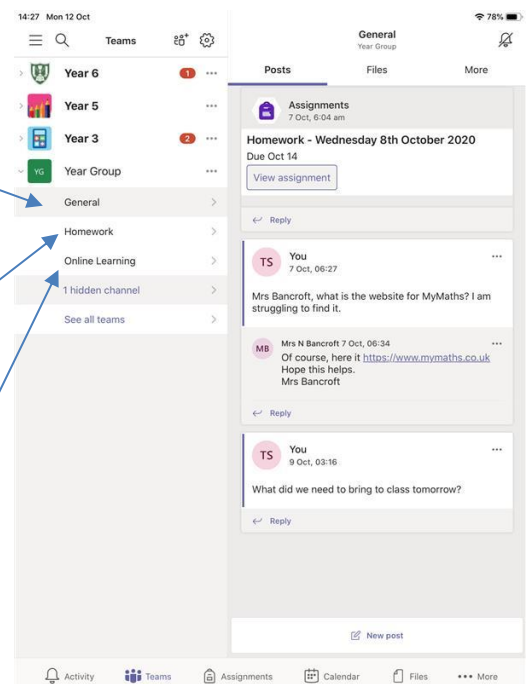 14:27 Mon 12 Oct
78%
Teams
Year 6
1
Year 5
Year 3
2
YG
Year Group
General
Homework
Online Learning
1 hidden channel
See all teams
General
Year Group
Posts Files More
Assignments
7 Oct, 6:04 am
Homework - Wednesday 8th October 2020
Due Oct 14
View assignment
Reply
TS
You
7 Oct, 06:27
Mrs Bancroft, what is the website for MyMaths? I am
struggling to find it.
MB
Mrs N Bancroft 7 Oct, 06:34
Of course, here it https://www.mymaths.co.uk
Hope this helps.
Mrs Bancroft
Reply
TS
You
9 Oct, 03:16
What did we need to bring to class tomorrow?
Reply
New post
Activity Teams Assignments Calendar Files More